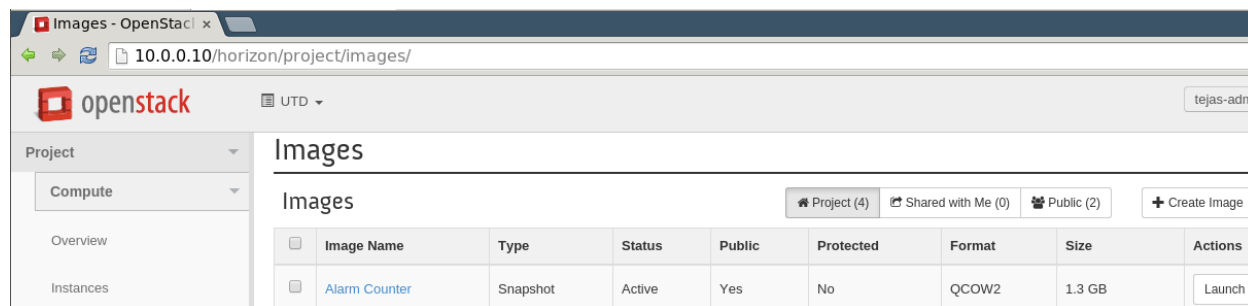 Images - OpenStacl ×
10.0.0.10/horizon/project/images/
openstack
UTD
tejas-adm
Project
Images
Compute
Images
Project (4) Shared with Me (0) Public (2) Create Image
Overview
Image Name Type Status Public Protected Format Size Actions
Instances
Alarm Counter Snapshot Active Yes No QCOW2 1.3 GB Launch